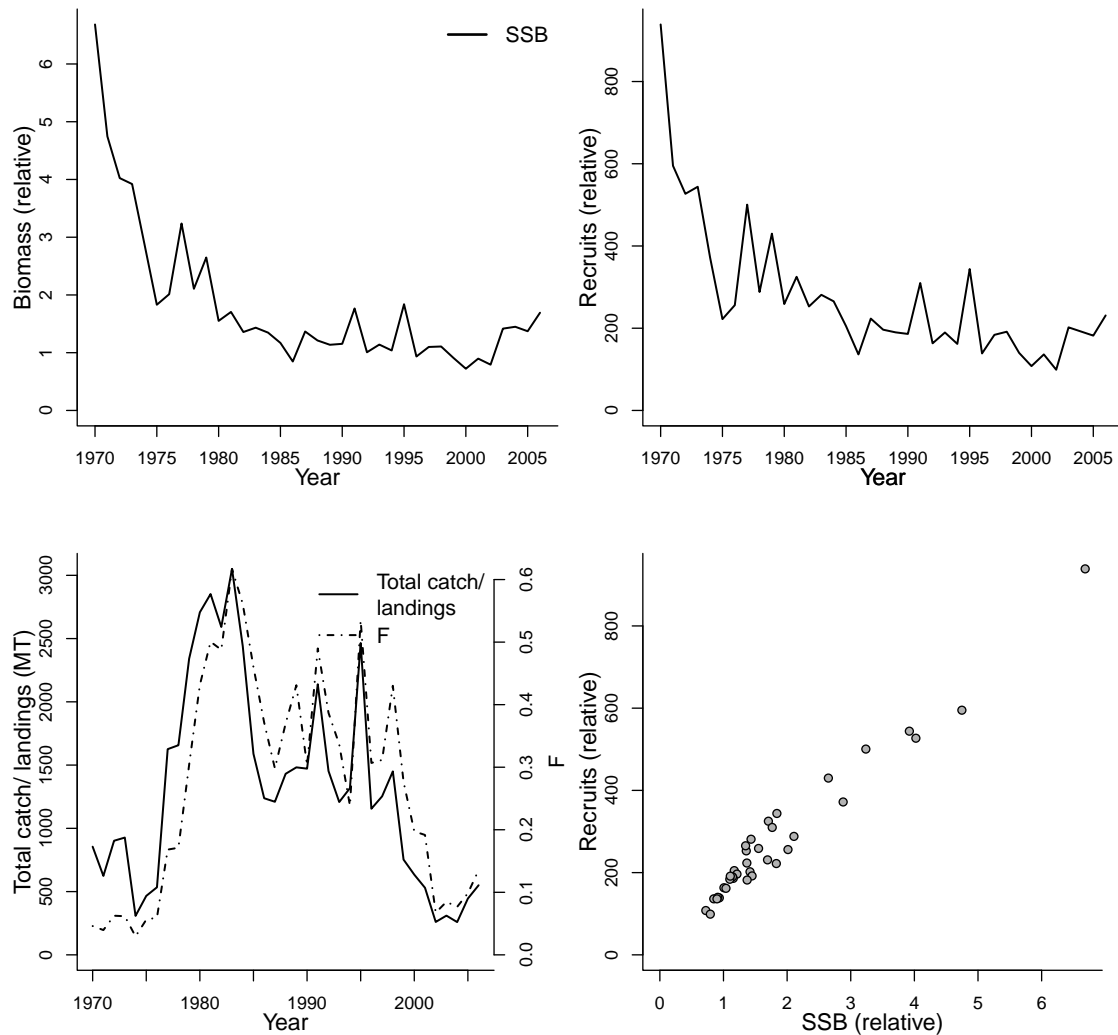 SSB
Biomass (relative)
0 1 2 3 4 5 6
1970 1975 1980 1985 1990 1995 2000 2005
Year
Recruits (relative)
0 200 400 600 800
1970 1975 1980 1985 1990 1995 2000 2005
Year
Total catch/
landings
F
Total catch/ landings (MT)
0 500 1000 1500 2000 2500 3000
0.0 0.1 0.2 0.3 0.4 0.5 0.6
F
1970 1980 1990 2000
Year
Recruits (relative)
0 200 400 600 800
0 1 2 3 4 5 6
SSB (relative)